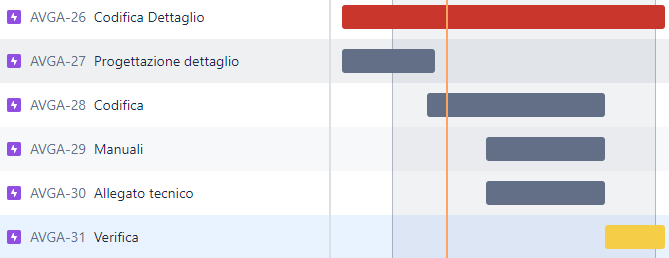 AVGA-26 Codifica Dettaglio
AVGA-27 Progettazione dettaglio
AVGA-28 Codifica
AVGA-29 Manuali
AVGA-30 Allegato tecnico
AVGA-31 Verifica